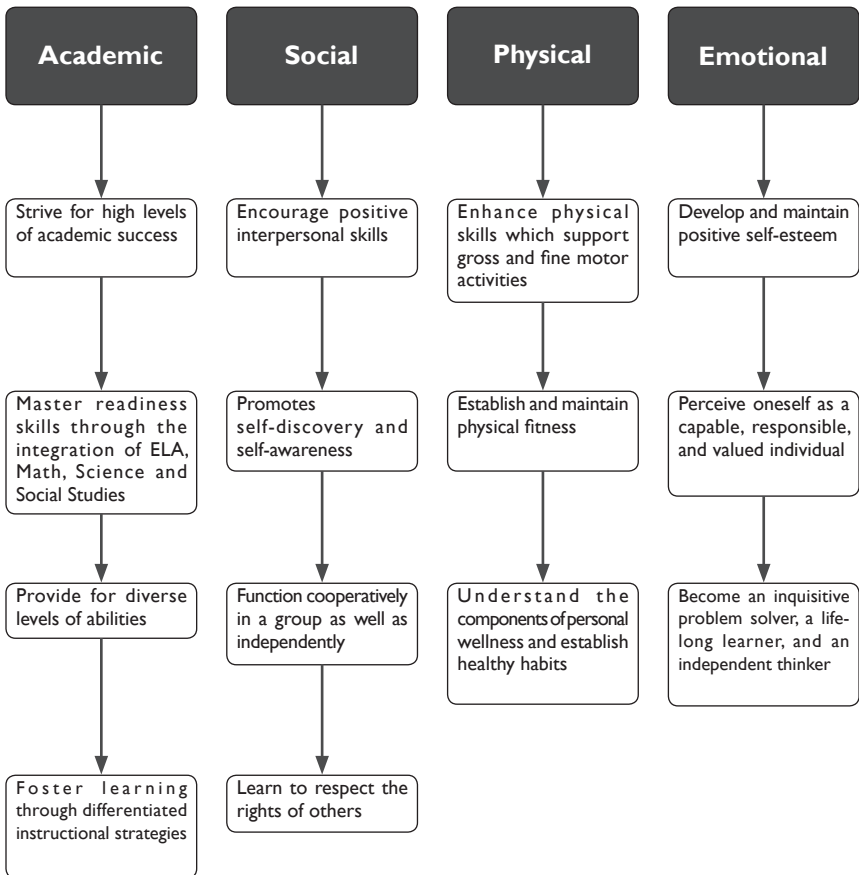 Academic
Strive for high levels
of academic success
Master readiness
skills through the
integration of ELA,
Math, Science and
Social Studies
Provide for diverse
levels of abilities
Foster learning
through differentiated
instructional strategies
Social
Encourage positive
interpersonal skills
Promotes
self-discovery and
self-awareness
Function cooperatively
in a group as well as
independently
Learn to respect the
rights of others
Physical
Enhance physical
skills which support
gross and fine motor
activities
Establish and maintain
physical fitness
Understand the
components of personal
wellness and establish
healthy habits
Emotional
Develop and maintain
positive self-esteem
Perceive oneself as a
capable, responsible,
and valued individual
Become an inquisitive
problem solver, a life-
long learner, and an
independent thinker